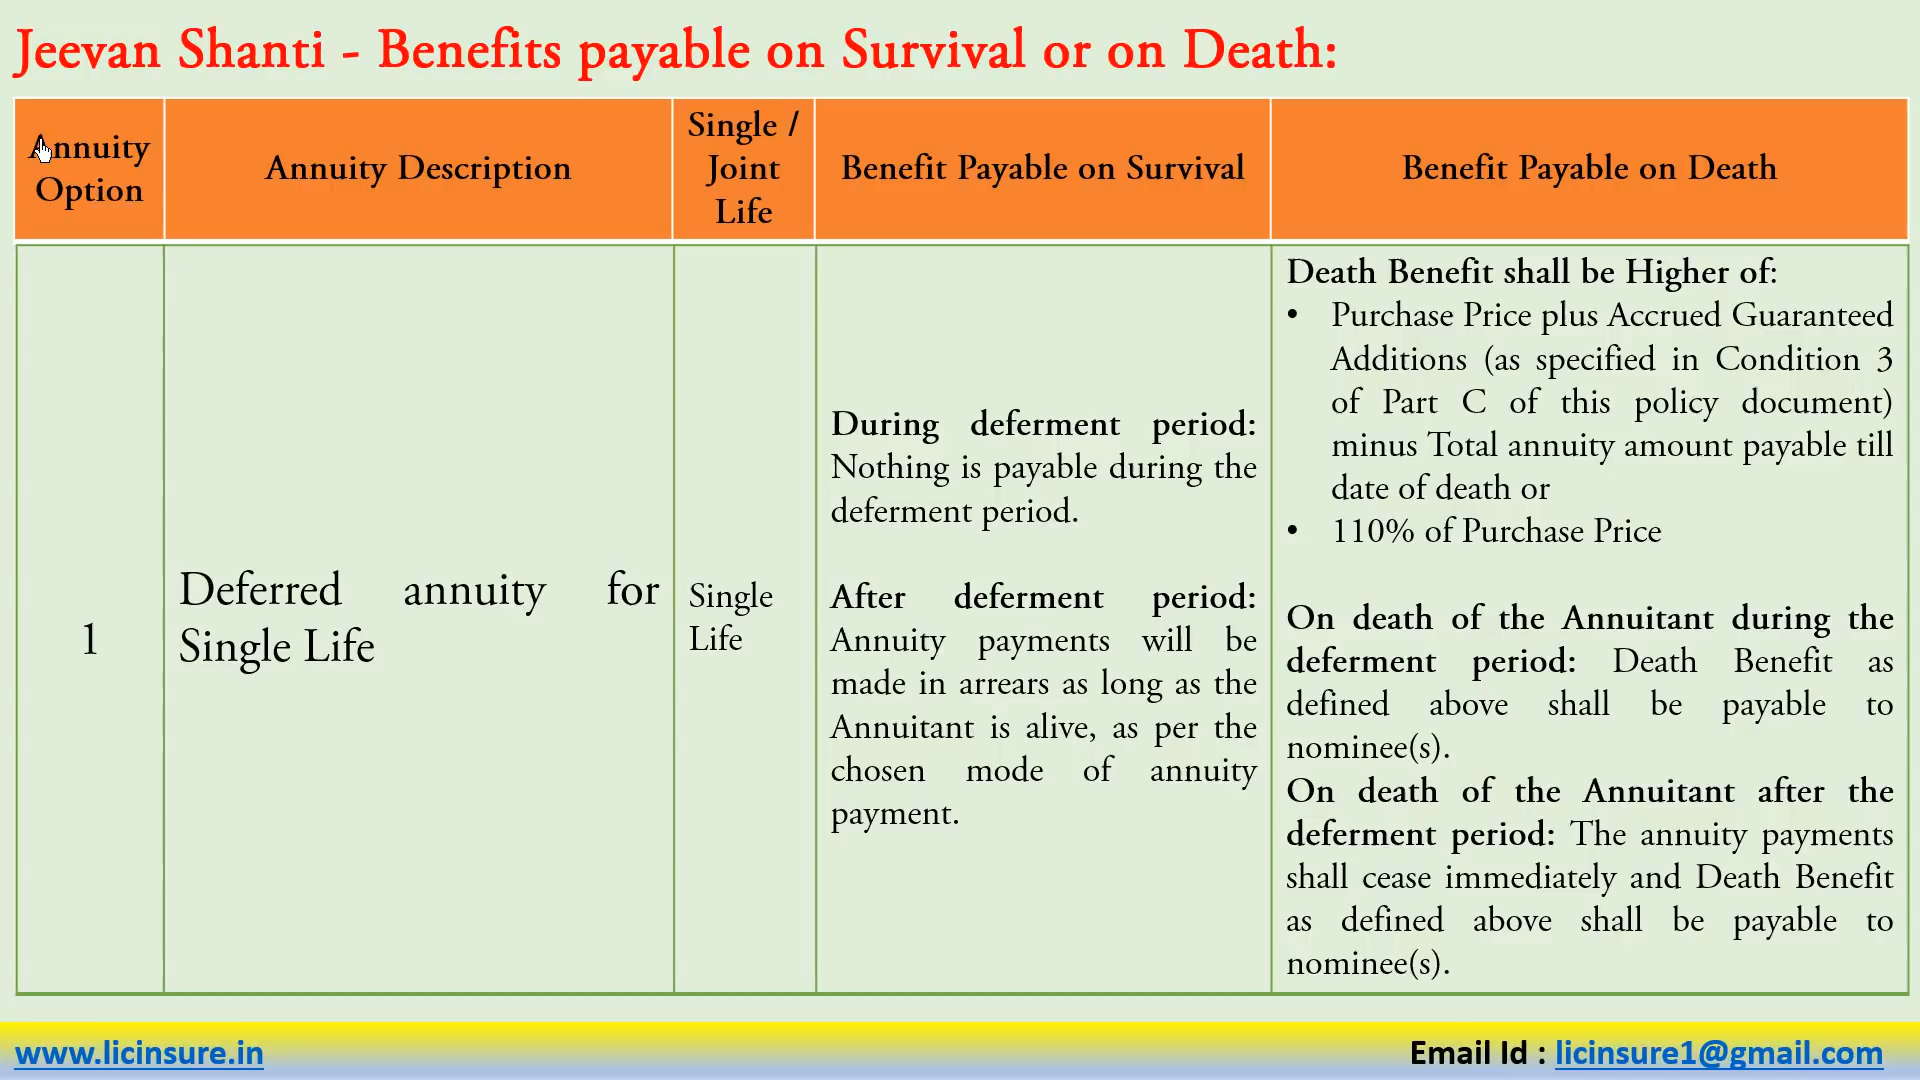 Jeevan Shanti - Benefits payable on Survival or on Death:
Annuity
Option
Annuity Description
Single /
Joint
Life
Benefit Payable on Survival
Benefit Payable on Death
1
Deferred annuity for
Single Life
Single
Life
During deferment period:
Nothing is payable during the
deferment period.
After deferment period:
Annuity payments will be
made in arrears as long as the
Annuitant is alive, as per the
chosen mode of annuity
payment.
Death Benefit shall be Higher of:
• Purchase Price plus Accrued Guaranteed
Additions (as specified in Condition 3
of Part C of this policy document)
minus Total annuity amount payable till
date of death or
• 110% of Purchase Price
On death of the Annuitant during the
deferment period: Death Benefit as
defined above shall be payable to
nominee(s).
On death of the Annuitant after the
deferment period: The annuity payments
shall cease immediately and Death Benefit
as defined above shall be payable to
nominee(s).
www.licinsure.in
Email Id : licinsure1@gmail.com